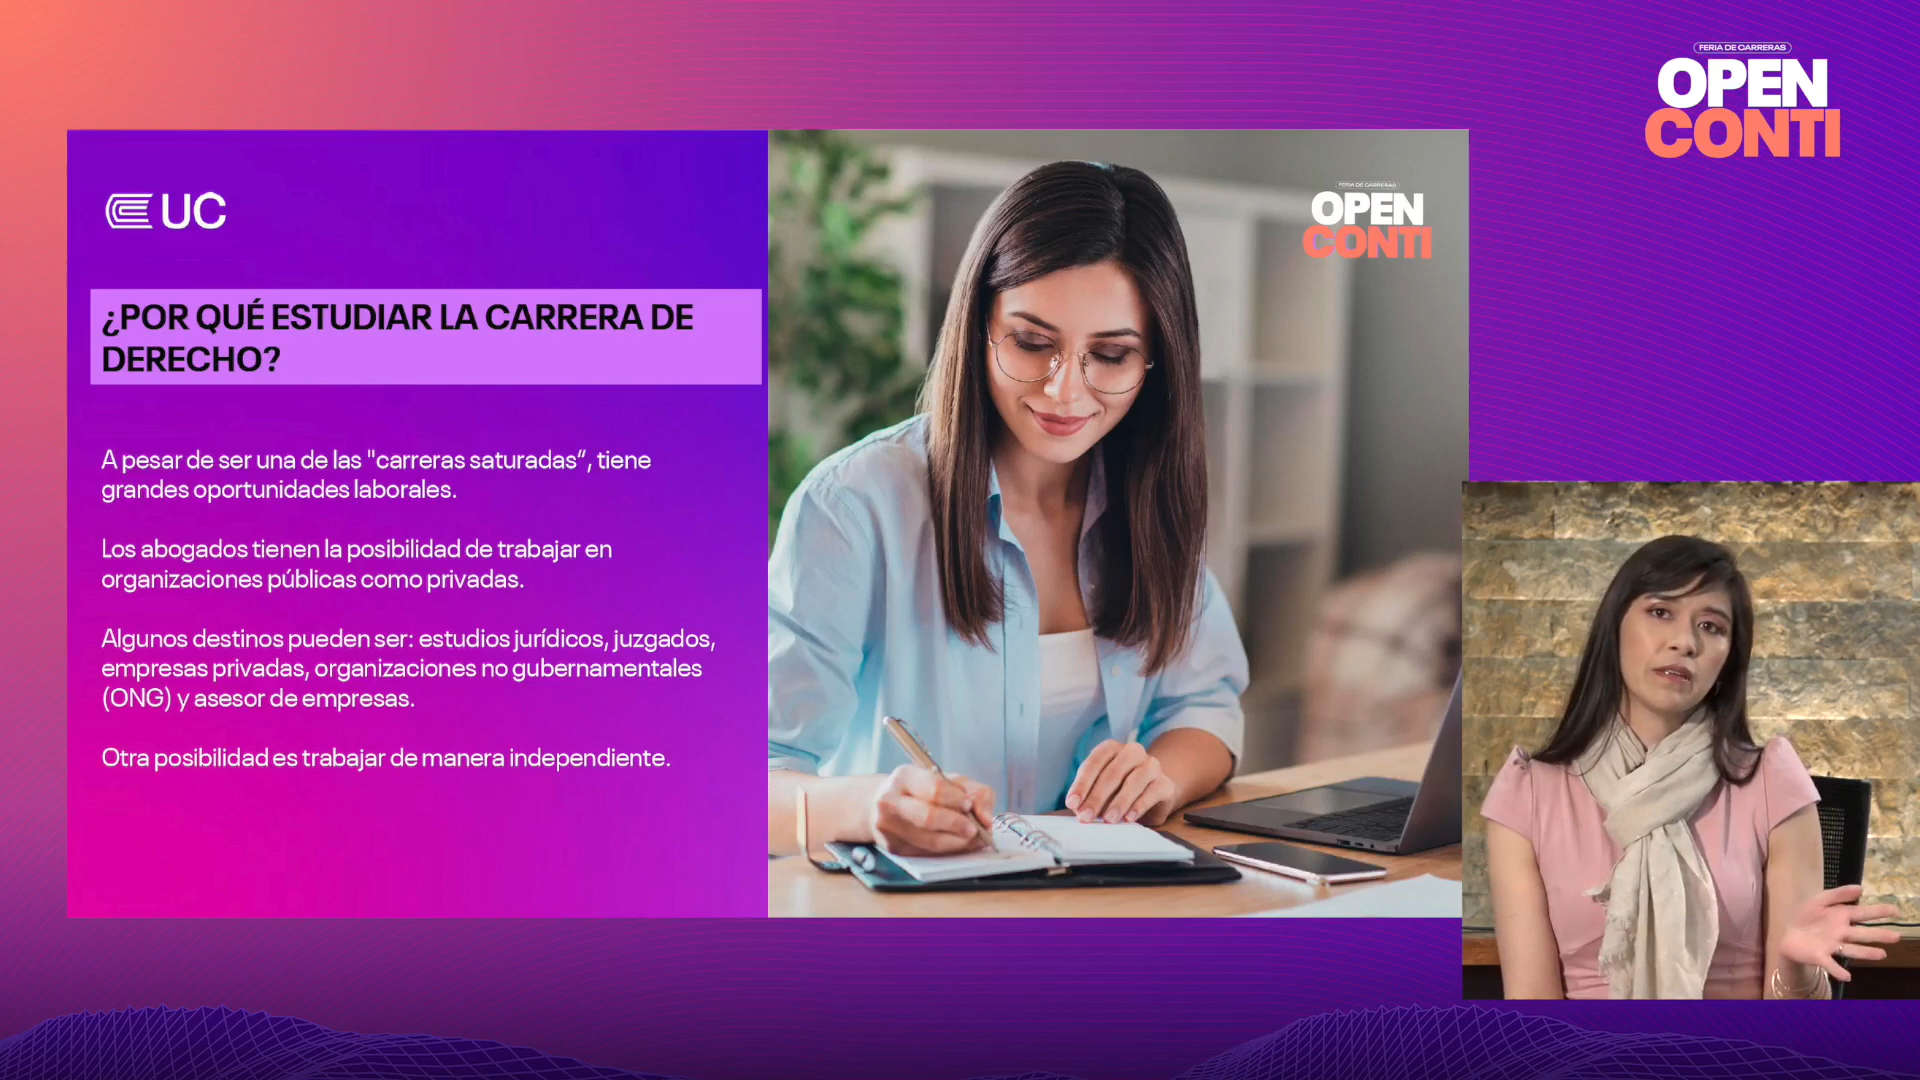 FERIA DE CARRERAS
OPEN
CONTI
UC
FERIA DE CARRERAS
OPEN
CONTI
¿POR QUÉ ESTUDIAR LA CARRERA DE
DERECHO?
A pesar de ser una de las "carreras saturadas“, tiene
grandes oportunidades laborales.
Los abogados tienen la posibilidad de trabajar en
organizaciones públicas como privadas.
Algunos destinos pueden ser: estudios jurídicos, juzgados,
empresas privadas, organizaciones no gubernamentales
(ONG) y asesor de empresas.
Otra posibilidad es trabajar de manera independiente.